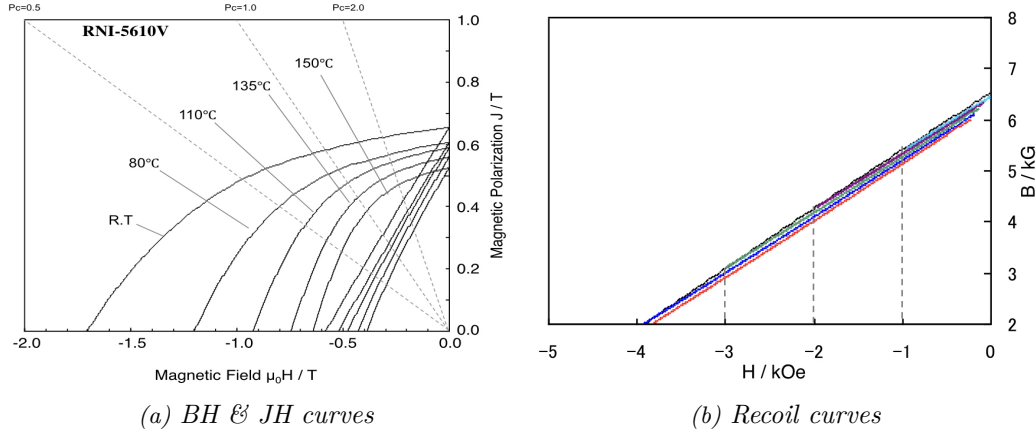 Pc=0.5 Pc=1.0 Pc=2.0
RNI-5610V
150℃
135℃
110℃
80℃
R.T
1.0
0.8
0.6
0.4
0.2
0.0
Magnetic Polarization J / T
-2.0 -1.5 -1.0 -0.5 0.0
Magnetic Field μ₀H / T
(a) BH & JH curves
8
7
6
5
4
3
2
B / kG
-5 -4 -3 -2 -1 0
H / kOe
(b) Recoil curves